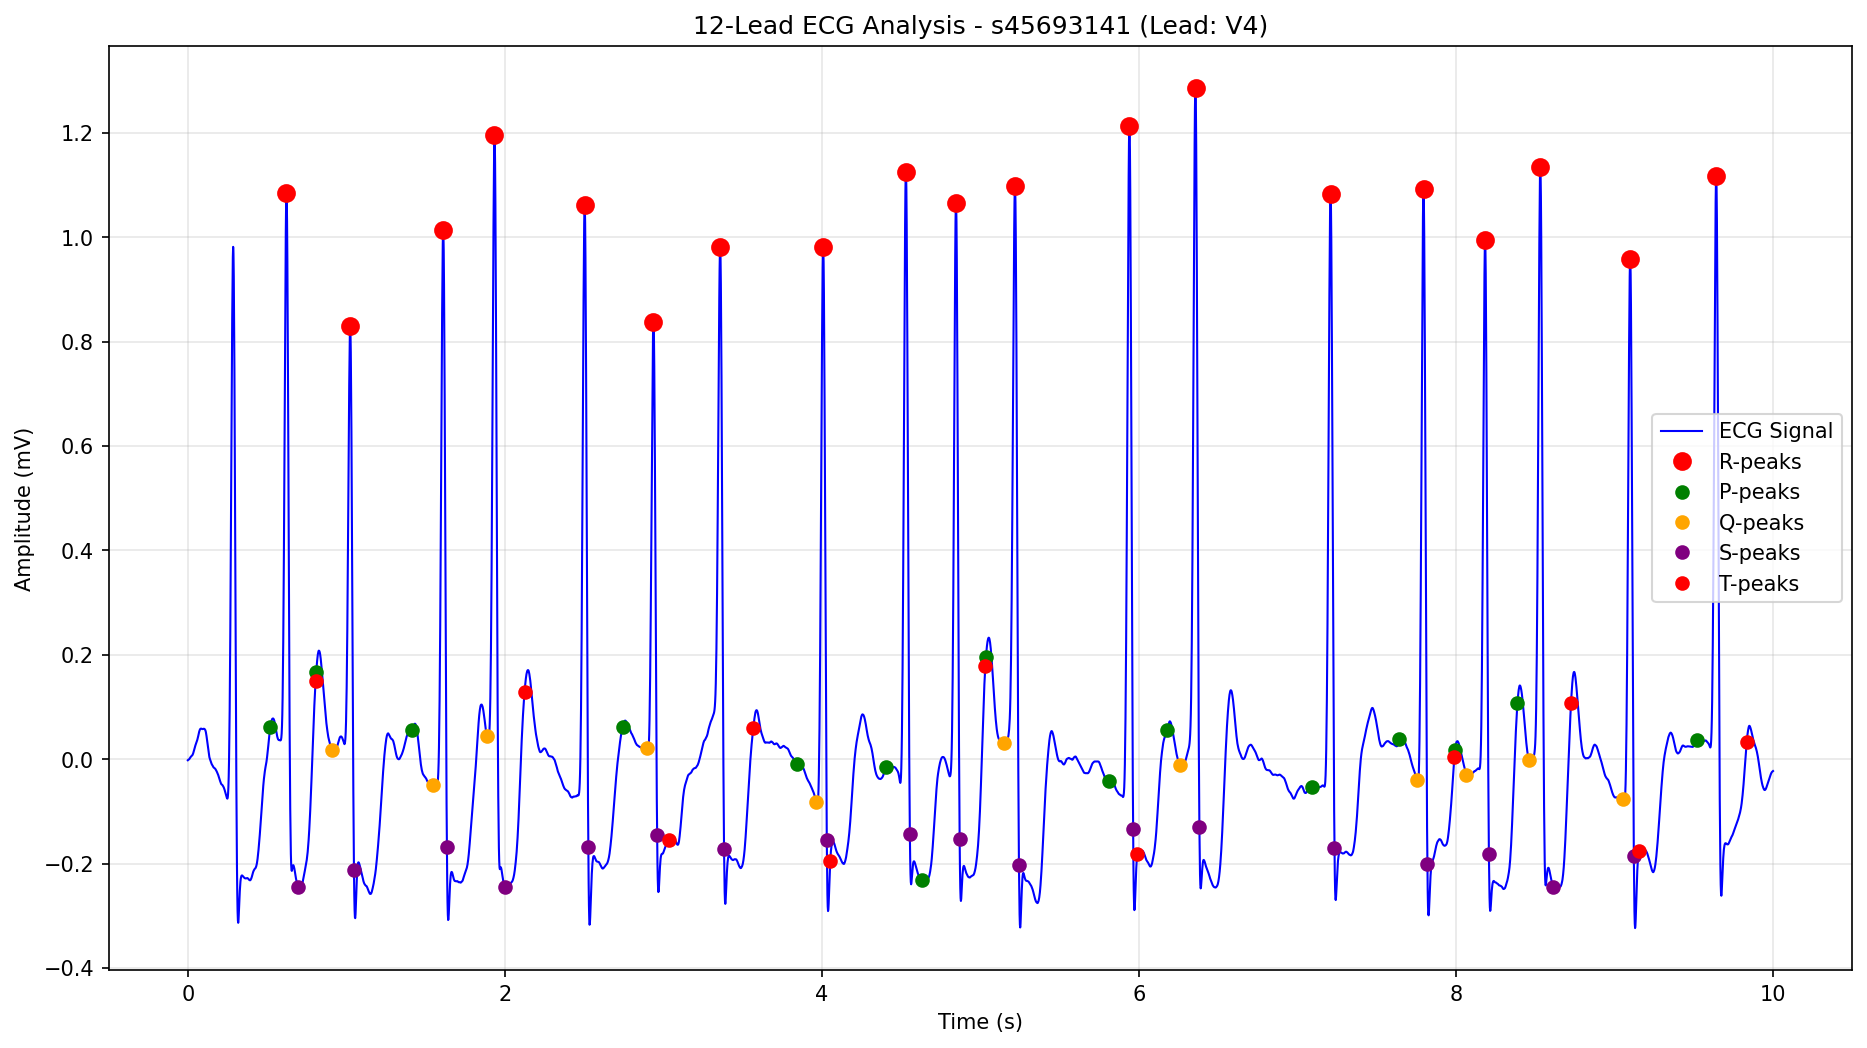 12-Lead ECG Analysis - s45693141 (Lead: V4)
Amplitude (mV)
1.2
1.0
0.8
0.6
0.4
0.2
0.0
−0.2
−0.4
ECG Signal
R-peaks
P-peaks
Q-peaks
S-peaks
T-peaks
0 2 4 6 8 10
Time (s)